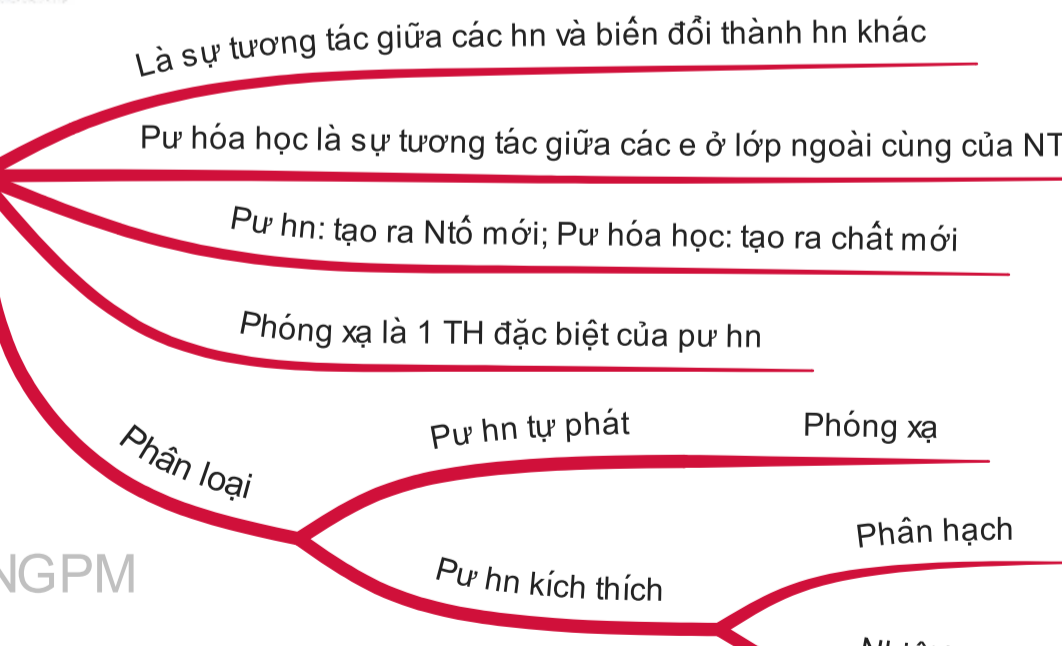 Là sự tương tác giữa các hn và biến đổi thành hn khác
Pư hóa học là sự tương tác giữa các e ở lớp ngoài cùng của NT
Pư hn: tạo ra Ntố mới; Pư hóa học: tạo ra chất mới
Phóng xạ là 1 TH đặc biệt của pư hn
Phân loại
Pư hn tự phát
Phóng xạ
Pư hn kích thích
Phân hạch
NGPM